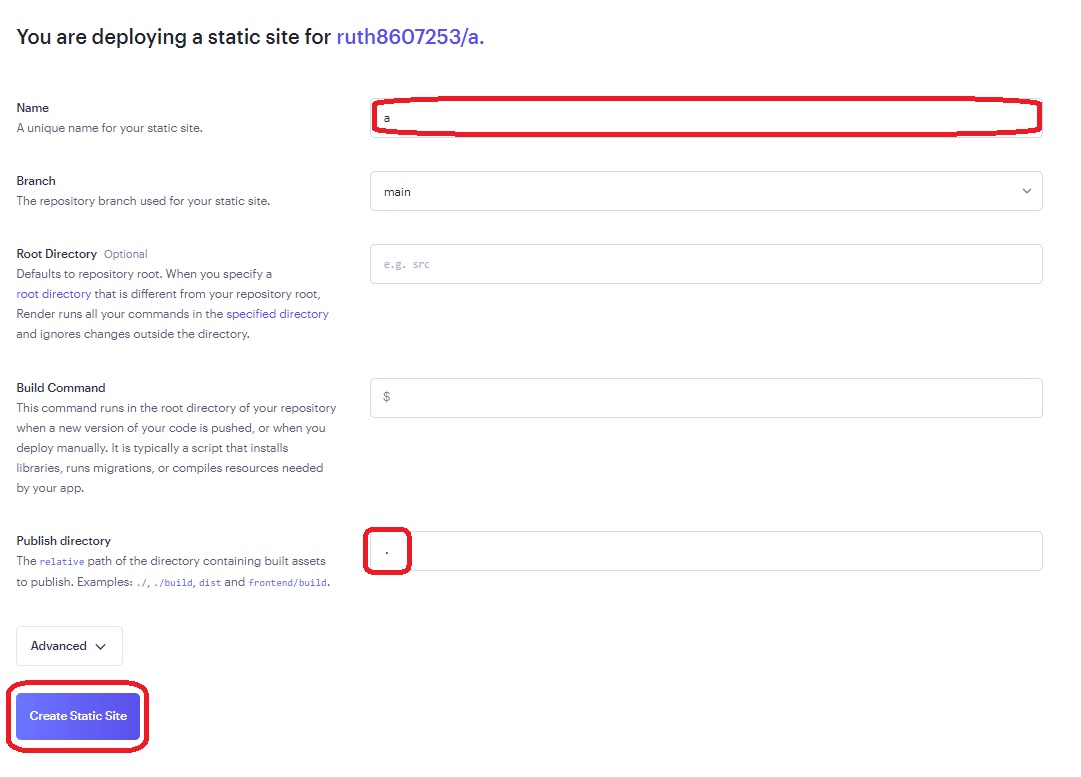 You are deploying a static site for ruth8607253/a.
Name
A unique name for your static site.
a
Branch
The repository branch used for your static site.
main
Root Directory Optional
Defaults to repository root. When you specify a
root directory that is different from your repository root,
Render runs all your commands in the specified directory
and ignores changes outside the directory.
e.g. src
Build Command
This command runs in the root directory of your repository
when a new version of your code is pushed, or when you
deploy manually. It is typically a script that installs
libraries, runs migrations, or compiles resources needed
by your app.
$
Publish directory
The relative path of the directory containing built assets
to publish. Examples: ./, ./build, dist and frontend/build.
.
Advanced
Create Static Site